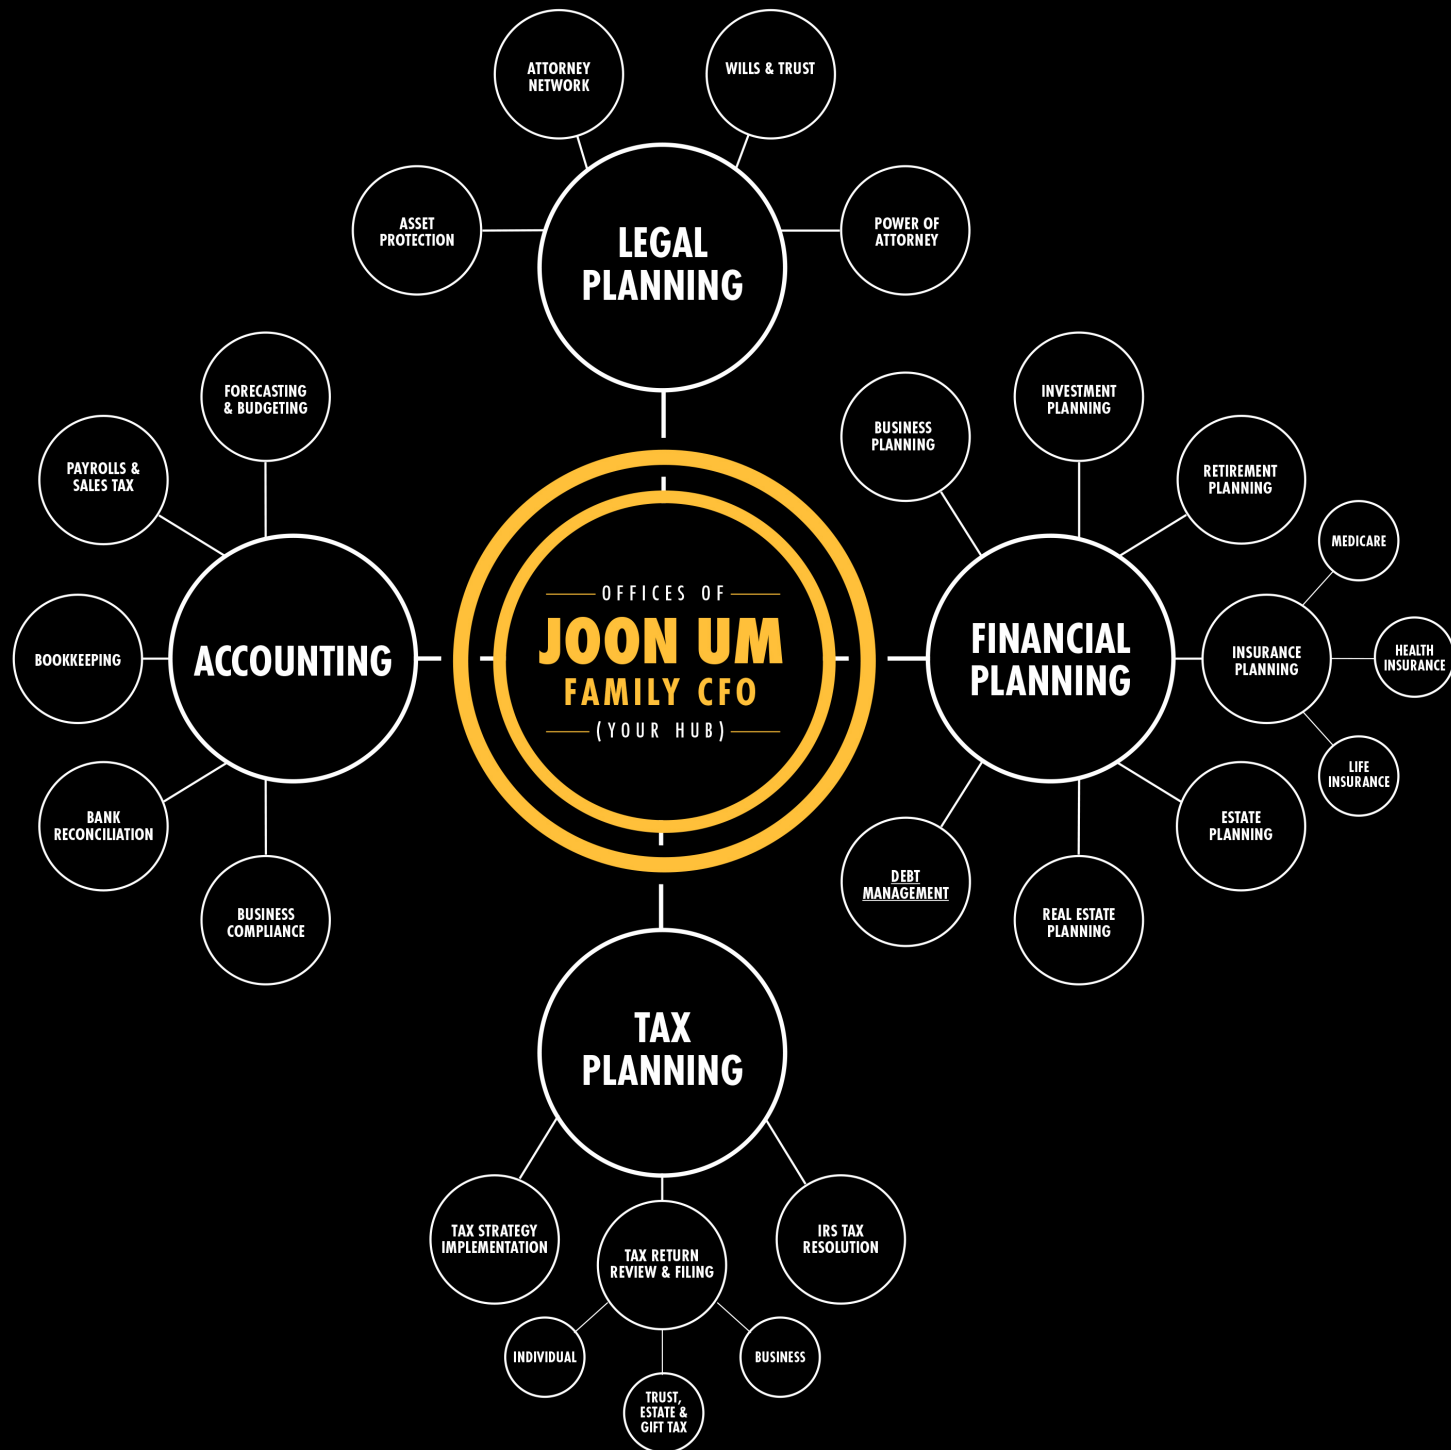 ATTORNEY
NETWORK
WILLS & TRUST
ASSET
PROTECTION
POWER OF
ATTORNEY
LEGAL
PLANNING
FORECASTING
& BUDGETING
PAYROLLS &
SALES TAX
BOOKKEEPING
ACCOUNTING
BANK
RECONCILIATION
BUSINESS
COMPLIANCE
OFFICES OF
JOON UM
FAMILY CFO
(YOUR HUB)
BUSINESS
PLANNING
INVESTMENT
PLANNING
RETIREMENT
PLANNING
FINANCIAL
PLANNING
INSURANCE
PLANNING
MEDICARE
HEALTH
INSURANCE
LIFE
INSURANCE
ESTATE
PLANNING
REAL ESTATE
PLANNING
DEBT
MANAGEMENT
TAX
PLANNING
TAX STRATEGY
IMPLEMENTATION
TAX RETURN
REVIEW & FILING
IRS TAX
RESOLUTION
INDIVIDUAL
TRUST,
ESTATE &
GIFT TAX
BUSINESS